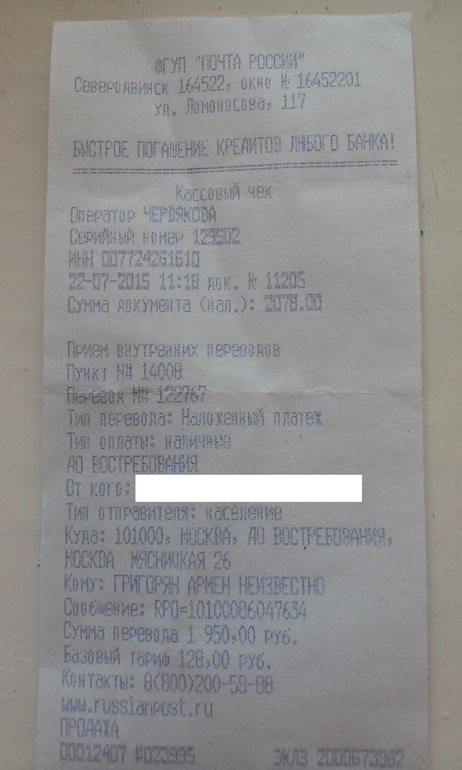 ФГУП "ПОЧТА РОССИИ"
Северодвинск 164522, окно № 16452201
ул. Ломоносова, 117
БЫСТРОЕ ПОГАШЕНИЕ КРЕДИТОВ ЛЮБОГО БАНКА!
Кассовый чек
Оператор ЧЕРВЯКОВА
Серийный номер 129502
ИНН 007724261610
22-07-2015 11:18 док. № 11205
Сумма документа (нал.): 2078.00
Прием внутренних переводов
Пункт №# 14008
Перевод №# 122767
Тип перевода: Наложенный платеж
Тип оплаты: наличные
ДО ВОСТРЕБОВАНИЯ
От кого:
Тип отправителя: население
Куда: 101000, МОСКВА, ДО ВОСТРЕБОВАНИЯ,
МОСКВА МЯСНИЦКАЯ 26
Кому: ГРИГОРЯН АРМЕН НЕИЗВЕСТНО
Сообщение: RPO=10100086047634
Сумма перевода 1 950,00 руб.
Базовый тариф 128,00 руб.
Контакты: 8(800)200-58-88
www.russianpost.ru
ПРОДАЖА
00012407 #023995 ЭКЛЗ 2000673982